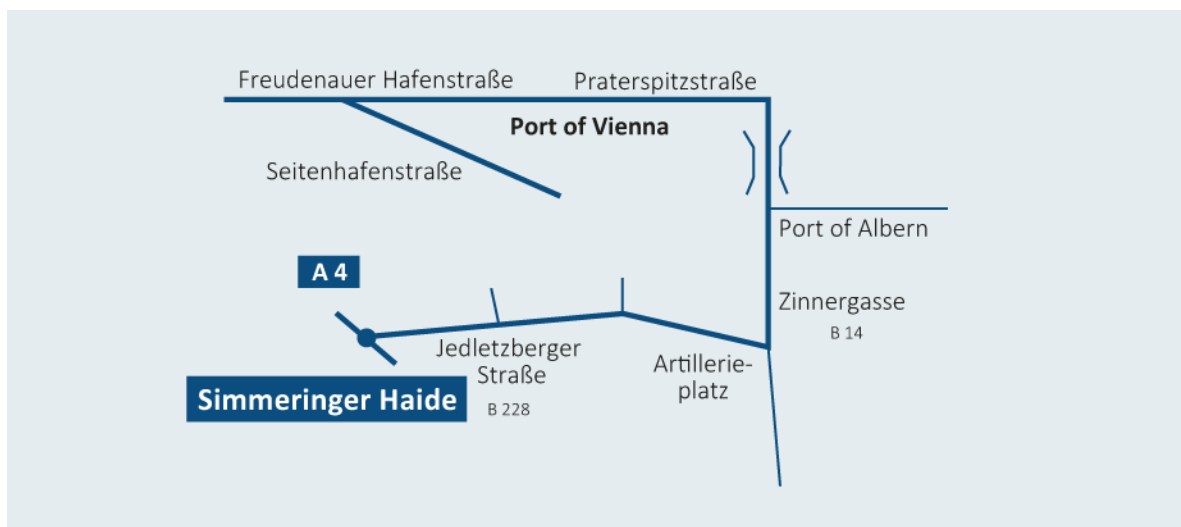 Freudenauer Hafenstraße
Praterspitzstraße
Port of Vienna
Seitenhafenstraße
Port of Albern
A 4
Zinnergasse
B 14
Jedletzberger
Straße
B 228
Artillerie-
platz
Simmeringer Haide